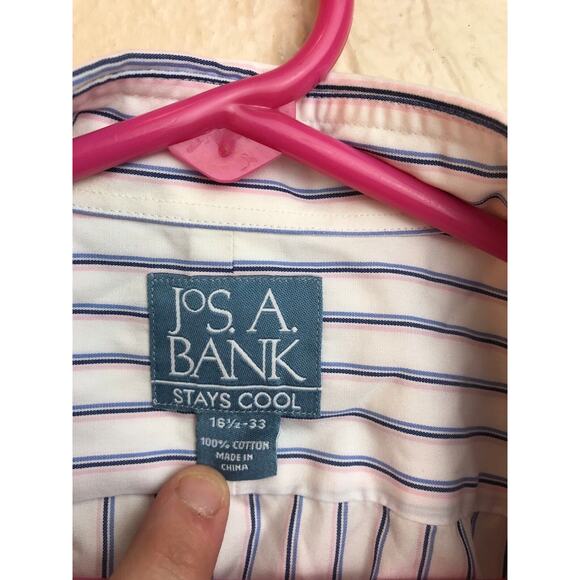 JOS. A.
BANK
STAYS COOL
16½-33
100% COTTON
MADE IN
CHINA